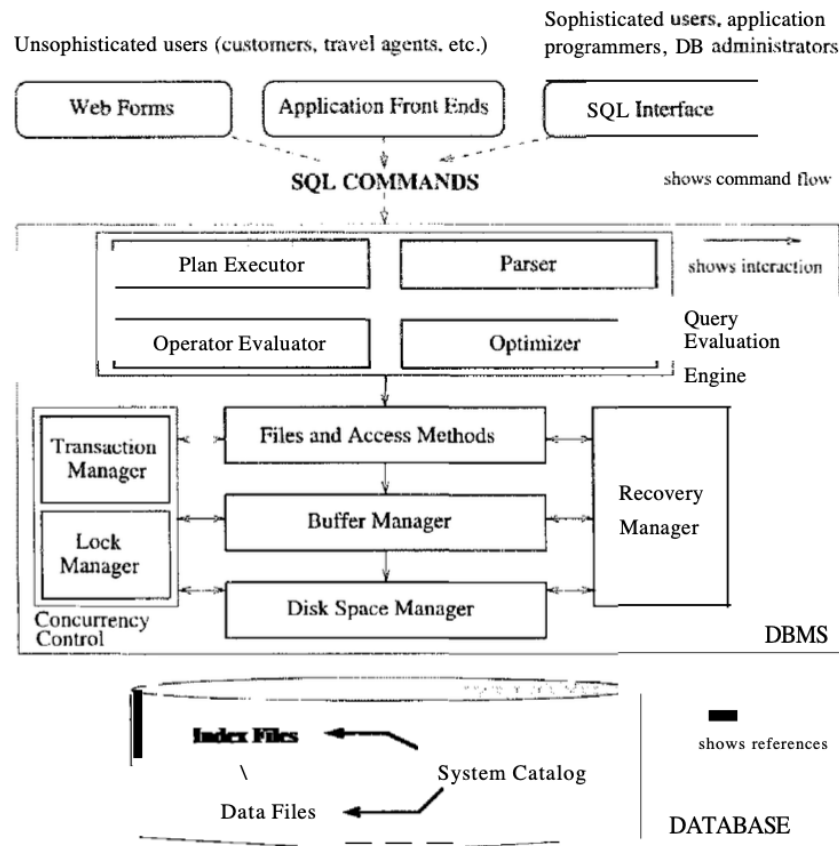 Unsophisticated users (customers, travel agents, etc.)
Sophisticated users, application
programmers, DB administrators
Web Forms
Application Front Ends
SQL Interface
SQL COMMANDS
shows command flow
Plan Executor
Parser
shows interaction
Operator Evaluator
Optimizer
Query
Evaluation
Engine
Files and Access Methods
Transaction
Manager
Recovery
Manager
Buffer Manager
Lock
Manager
Disk Space Manager
Concurrency
Control
DBMS
Index Files
shows references
System Catalog
Data Files
DATABASE